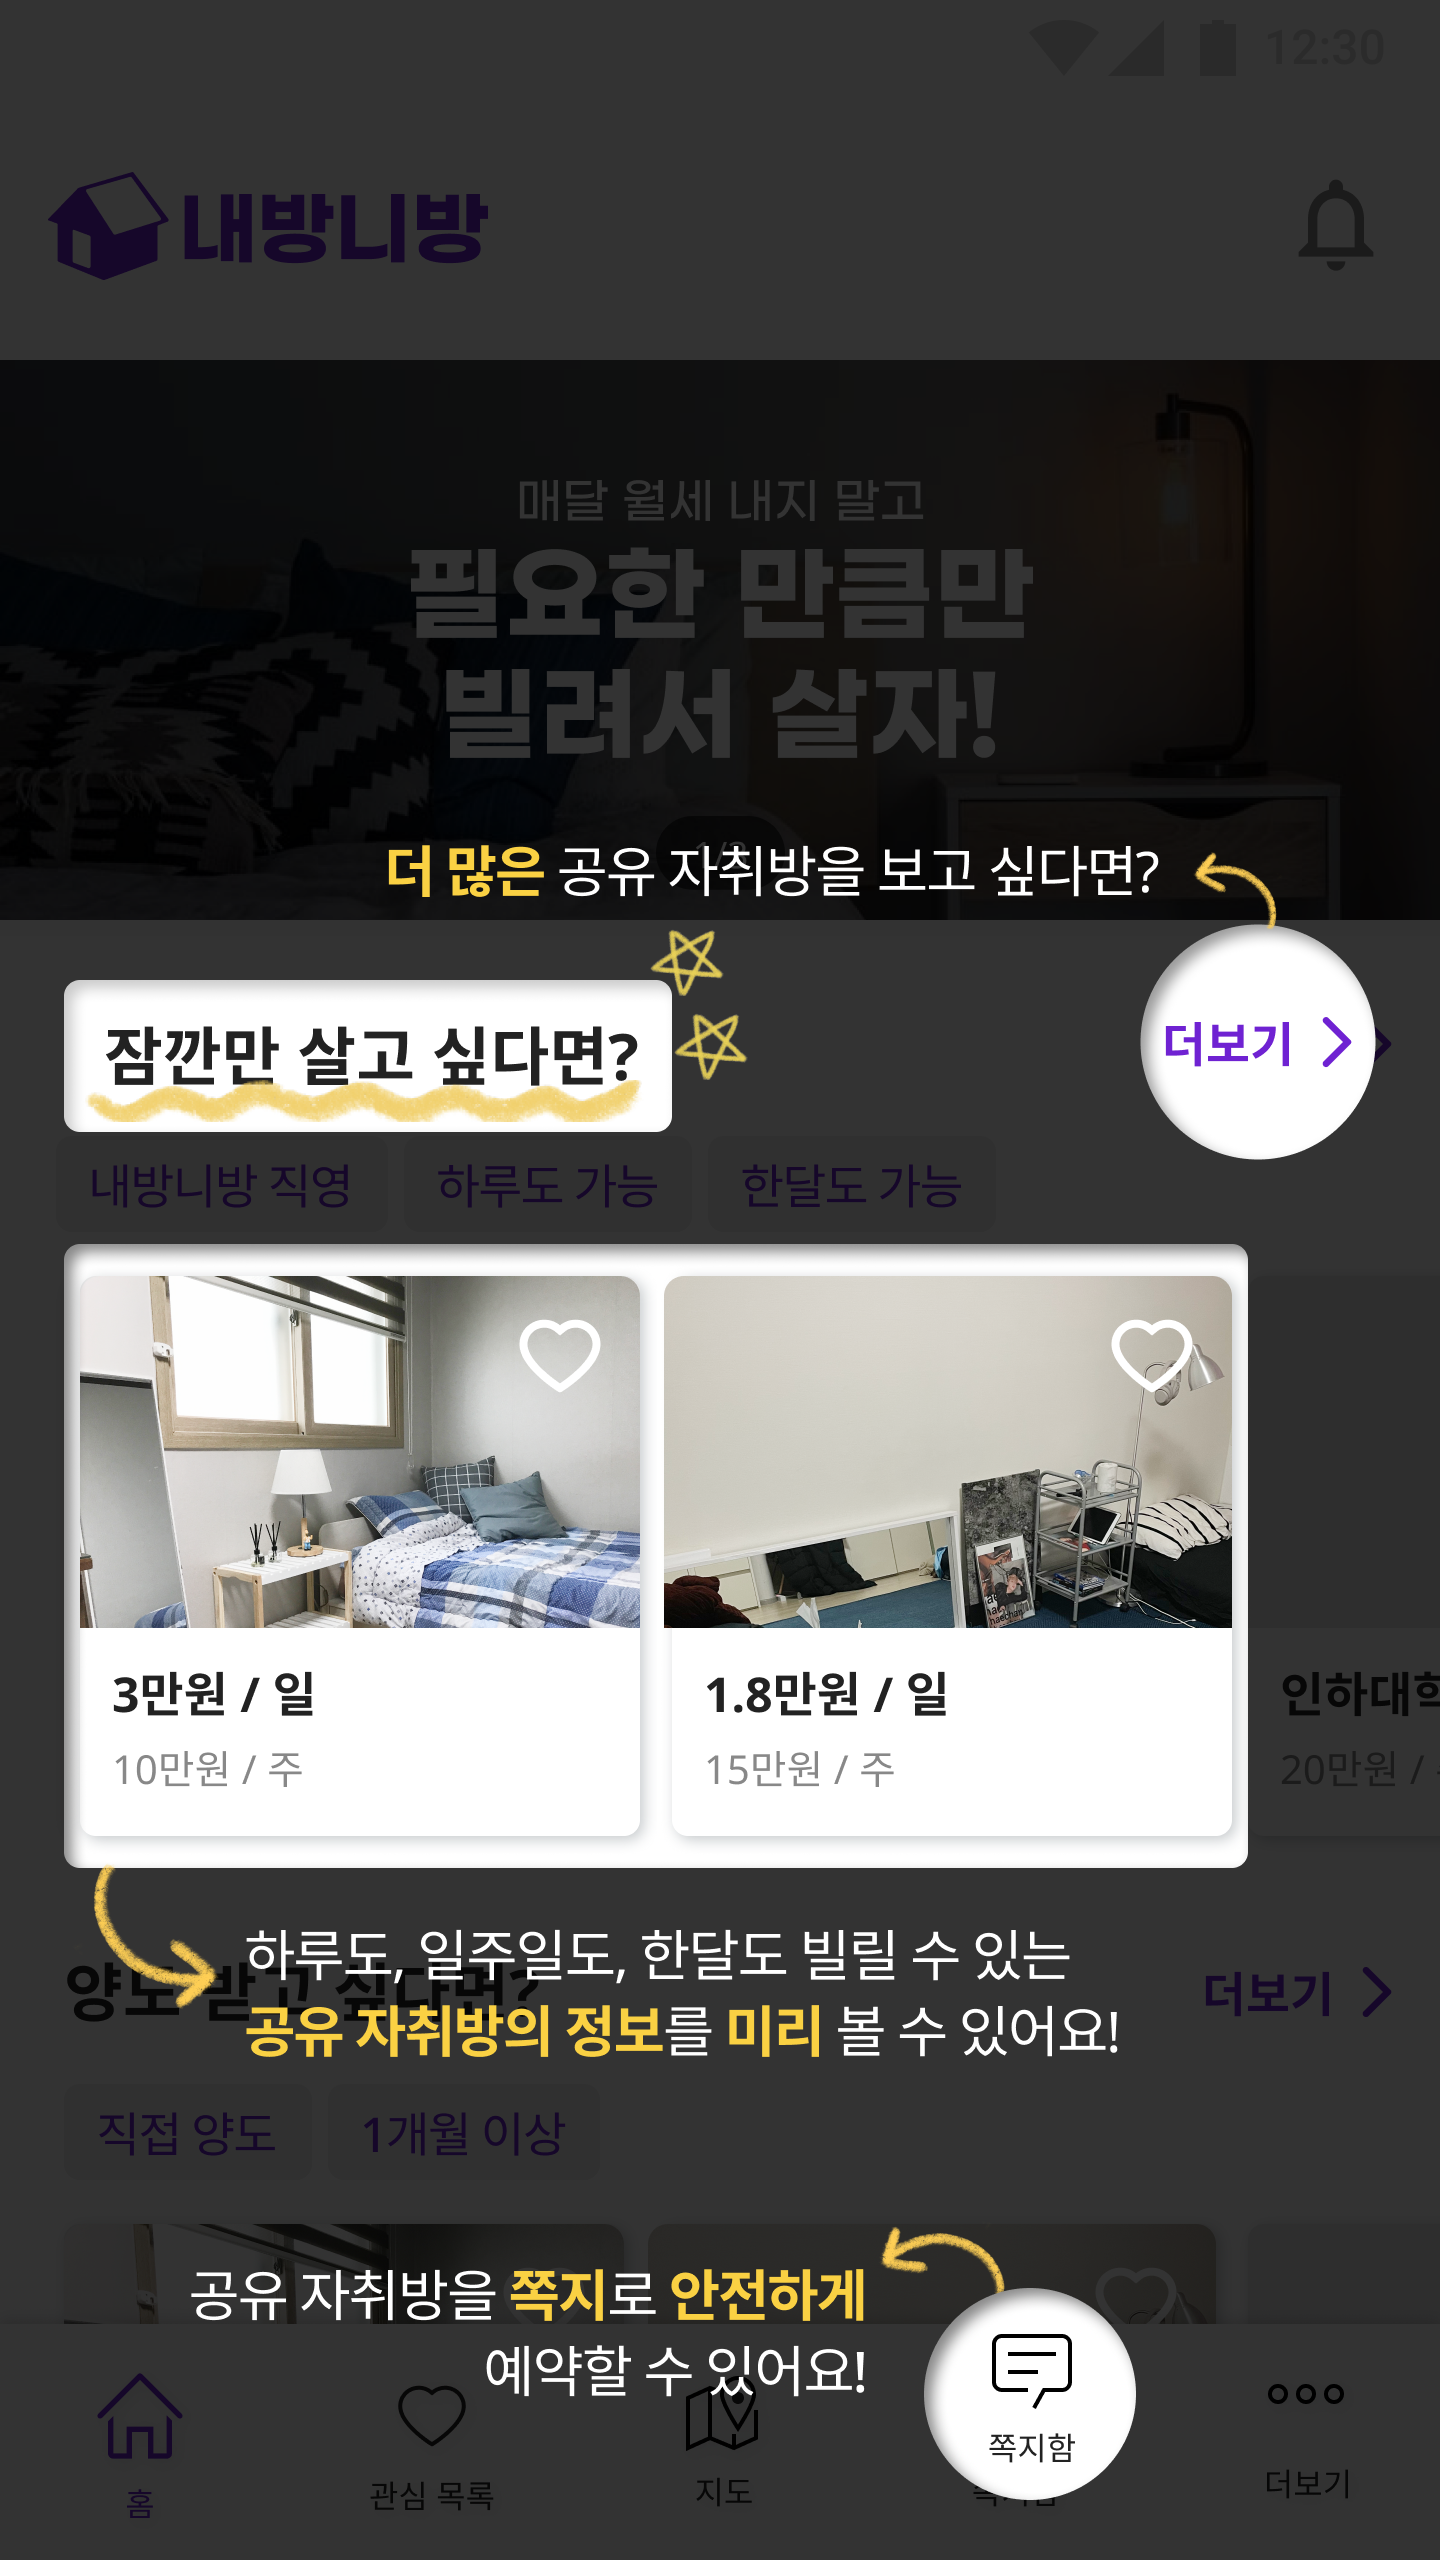 12:30
내방니방
매달 월세 내지 말고
필요한 만큼만
빌려서 살자!
더 많은 공유 자취방을 보고 싶다면?
잠깐만 살고 싶다면?
더보기
내방니방 직영
하루도 가능
한달도 가능
3만원 / 일
10만원 / 주
1.8만원 / 일
15만원 / 주
인하대학
20만원 /
하루도, 일주일도, 한달도 빌릴 수 있는
공유 자취방의 정보를 미리 볼 수 있어요!
양도 받고 싶다면?
더보기
직접 양도
1개월 이상
공유 자취방을 쪽지로 안전하게
예약할 수 있어요!
홈
관심 목록
지도
쪽지함
더보기